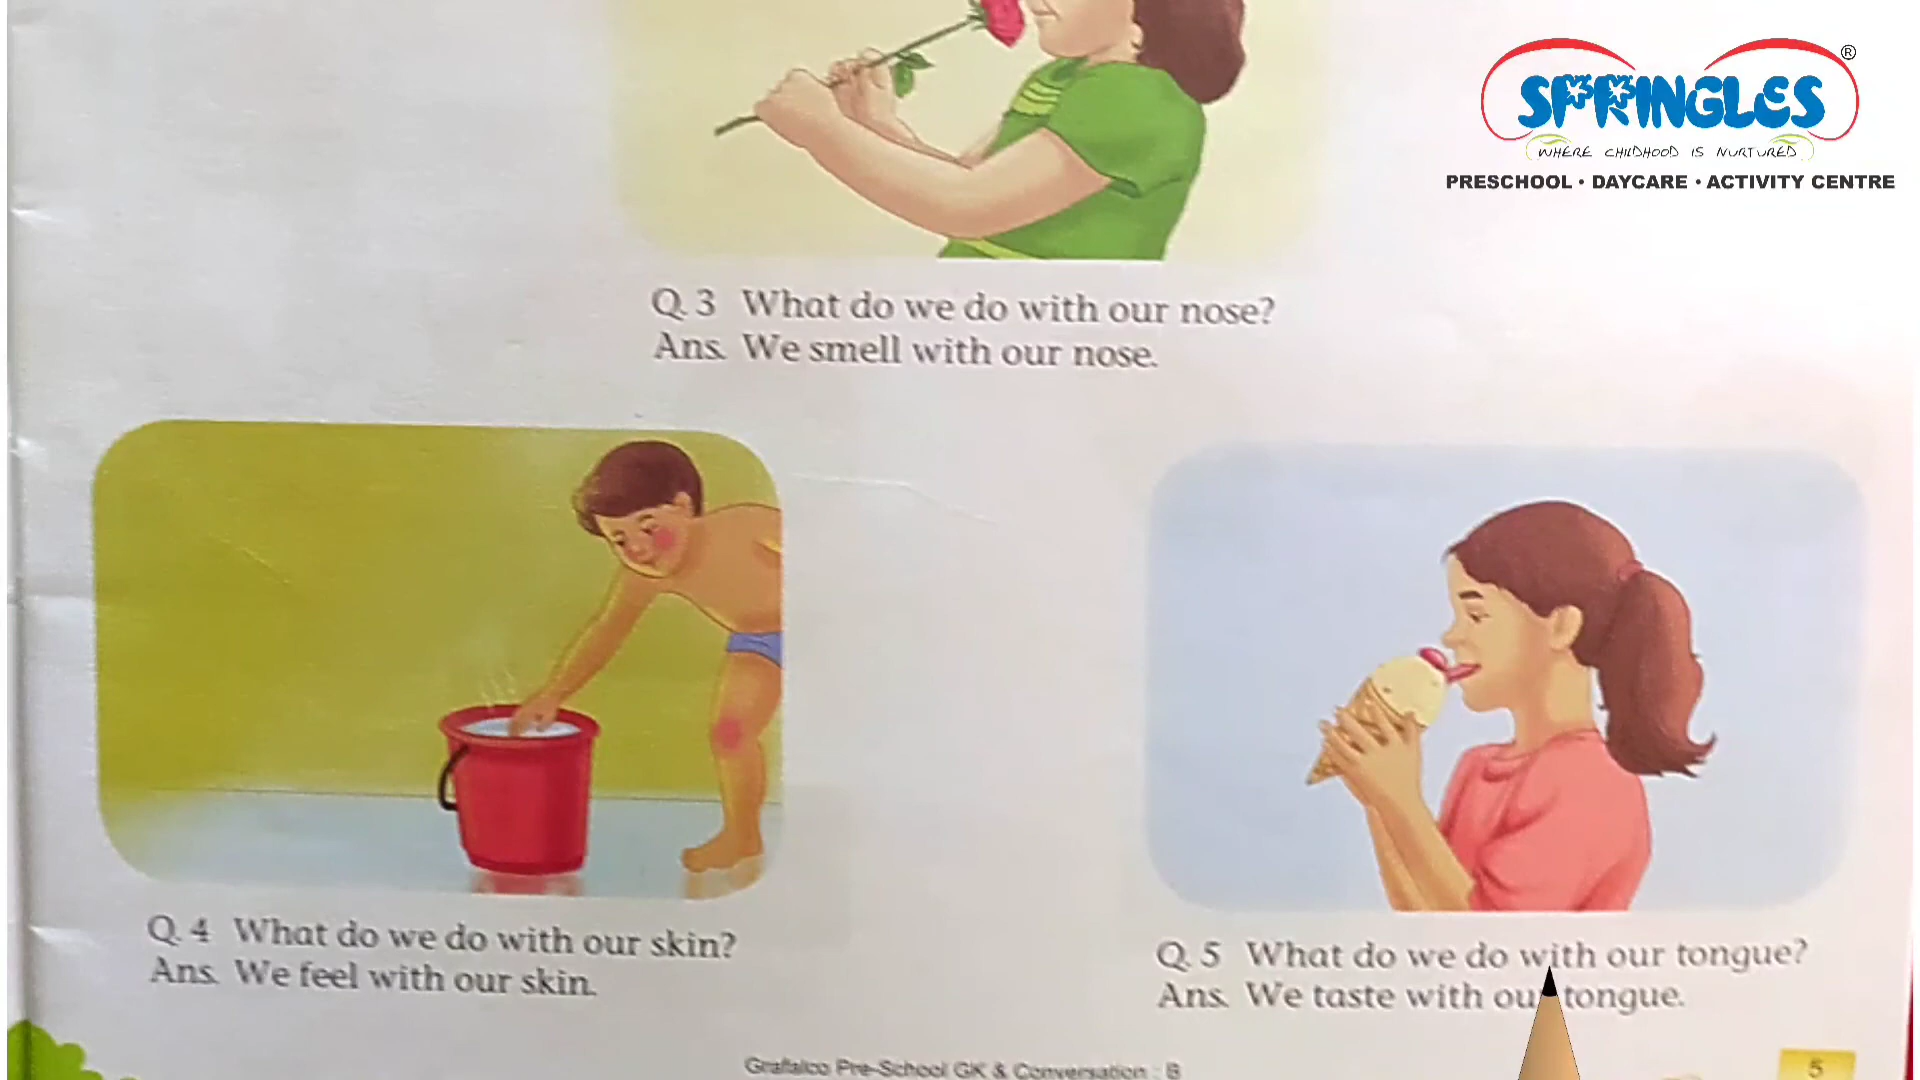 SPRINGLES
®
WHERE CHILDHOOD IS NURTURED
PRESCHOOL • DAYCARE • ACTIVITY CENTRE
Q. 3 What do we do with our nose?
Ans. We smell with our nose.
Q. 4 What do we do with our skin?
Ans. We feel with our skin.
Q. 5 What do we do with our tongue?
Ans. We taste with our tongue.
Grafalco Pre-School GK & Conversation : B
5